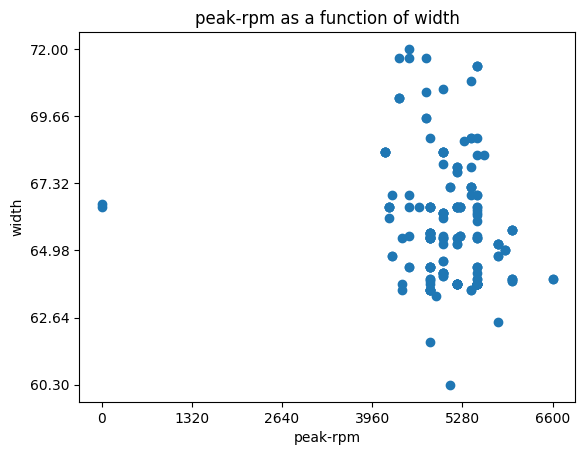 peak-rpm as a function of width
72.00
69.66
67.32
64.98
62.64
60.30
width
0 1320 2640 3960 5280 6600
peak-rpm